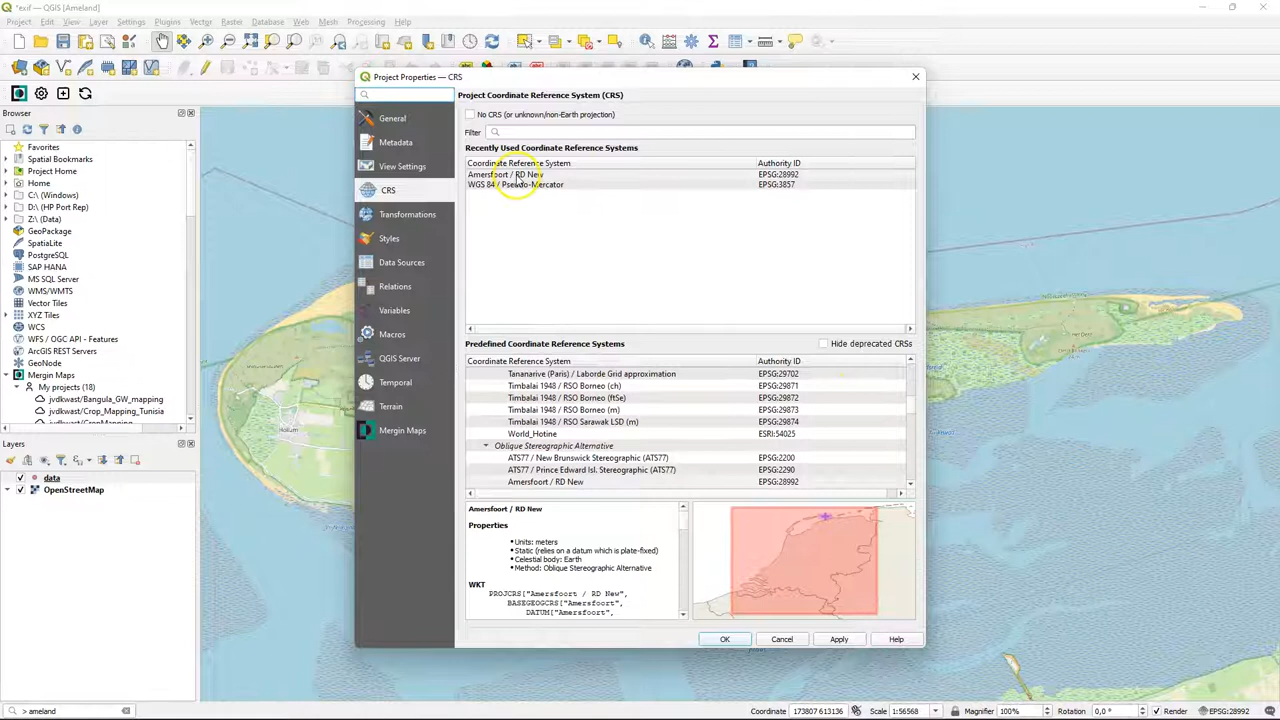 *exif — QGIS [Ameland]
Project Edit View Layer Settings Plugins Vector Raster Database Web Mesh Processing Help
Project Properties — CRS
Project Coordinate Reference System (CRS)
No CRS (or unknown/non-Earth projection)
Filter
Recently Used Coordinate Reference Systems
Coordinate Reference System Authority ID
Amersfoort / RD New EPSG:28992
WGS 84 / Pseudo-Mercator EPSG:3857
General
Metadata
View Settings
CRS
Transformations
Styles
Data Sources
Relations
Variables
Macros
QGIS Server
Temporal
Terrain
Mergin Maps
Predefined Coordinate Reference Systems Hide deprecated CRSs
Coordinate Reference System Authority ID
Tananarive (Paris) / Laborde Grid approximation EPSG:29702
Timbalai 1948 / RSO Borneo (ch) EPSG:29871
Timbalai 1948 / RSO Borneo (ftSe) EPSG:29872
Timbalai 1948 / RSO Borneo (m) EPSG:29873
Timbalai 1948 / RSO Sarawak LSD (m) EPSG:29874
World_Hotine ESRI:54025
Oblique Stereographic Alternative
ATS77 / New Brunswick Stereographic (ATS77) EPSG:2200
ATS77 / Prince Edward Isl. Stereographic (ATS77) EPSG:2290
Amersfoort / RD New EPSG:28992
Amersfoort / RD New
Properties
• Units: meters
• Static (relies on a datum which is plate-fixed)
• Celestial body: Earth
• Method: Oblique Stereographic Alternative
WKT
PROJCRS["Amersfoort / RD New",
BASEGEOGCRS["Amersfoort",
DATUM["Amersfoort",
OK Cancel Apply Help
Browser
Favorites
Spatial Bookmarks
Project Home
Home
C:\ (Windows)
D:\ (HP Port Rep)
Z:\ (Data)
GeoPackage
SpatiaLite
PostgreSQL
SAP HANA
MS SQL Server
WMS/WMTS
Vector Tiles
XYZ Tiles
WCS
WFS / OGC API - Features
ArcGIS REST Servers
GeoNode
Mergin Maps
My projects (18)
jvdkwast/Bangula_GW_mapping
jvdkwast/Crop_Mapping_Tunisia
jvdkwast/CropMapping
Layers
data
OpenStreetMap
Hollum
> ameland
Coordinate 173807 613136 Scale 1:56568 Magnifier 100% Rotation 0,0 ° Render EPSG:28992